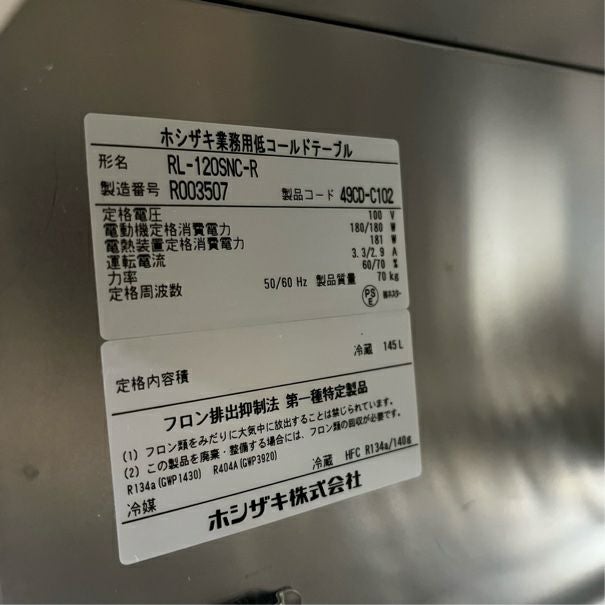 ホシザキ業務用低コールドテーブル
形名 RL-120SNC-R
製造番号 R003507 製品コード 49CD-C102
定格電圧 100 V
電動機定格消費電力 180/180 W
電熱装置定格消費電力 181 W
運転電流 3.3/2.9 A
力率 60/70 %
定格周波数 50/60 Hz 製品質量 70 kg
PS E 省ネスター
冷蔵 145 L
定格内容積
フロン排出抑制法 第一種特定製品
(1) フロン類をみだりに大気中に放出することは禁じられています。
(2) この製品を廃棄・整備する場合には、フロン類の回収が必要です。
R134a(GWP1430) R404A(GWP3920)
冷媒 冷蔵 HFC R134a/140g
ホシザキ株式会社